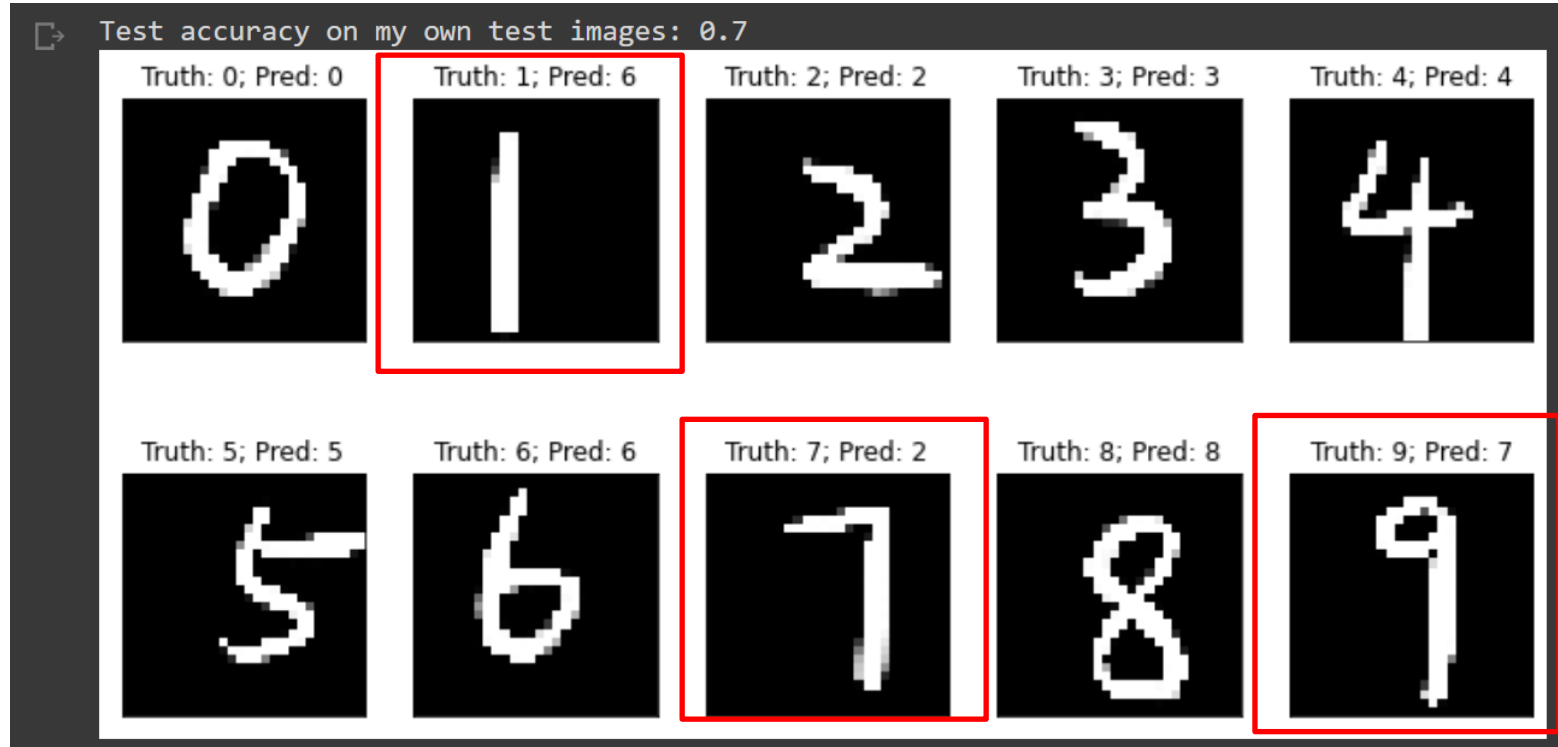 Test accuracy on my own test images: 0.7
Truth: 0; Pred: 0 Truth: 1; Pred: 6 Truth: 2; Pred: 2 Truth: 3; Pred: 3 Truth: 4; Pred: 4
0 1 2 3 4
Truth: 5; Pred: 5 Truth: 6; Pred: 6 Truth: 7; Pred: 2 Truth: 8; Pred: 8 Truth: 9; Pred: 7
5 6 7 8 9